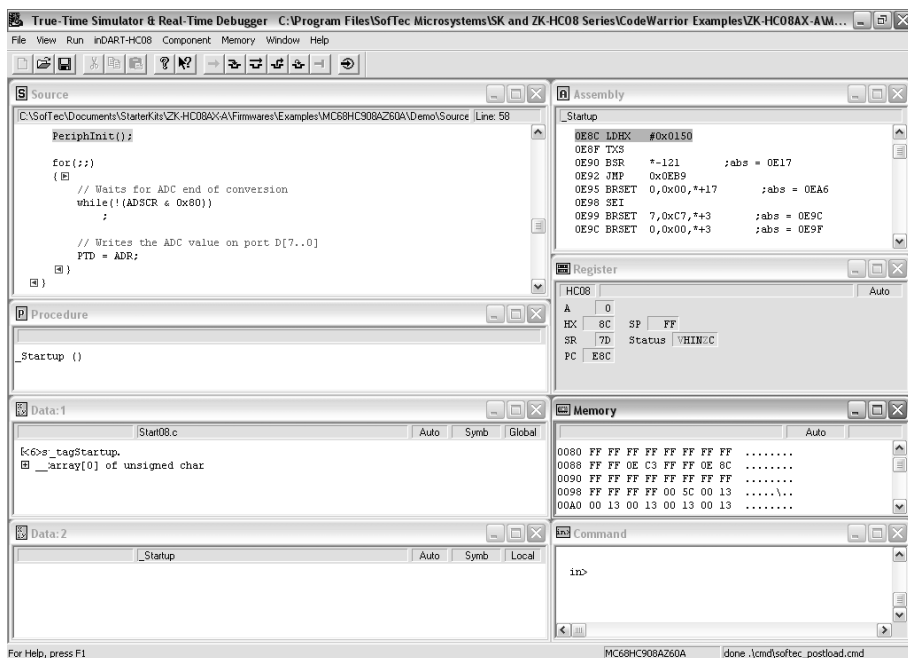 True-Time Simulator & Real-Time Debugger   C:\Program Files\SofTec Microsystems\SK and ZK-HC08 Series\CodeWarrior Examples\ZK-HC08AX-A\M...
File View Run inDART-HC08 Component Memory Window Help
S Source
C:\SofTec\Documents\StarterKits\ZK-HC08AX-A\Firmwares\Examples\MC68HC908AZ60A\Demo\Source Line: 58
PeriphInit();
for(;;)
{
// Waits for ADC end of conversion
while(!(ADSCR & 0x80))
;
// Writes the ADC value on port D[7..0]
PTD = ADR;
}
}
A Assembly
_Startup
0E8C LDHX #0x0150
0E8F TXS
0E90 BSR *-121 ;abs = 0E17
0E92 JMP 0x0EB9
0E95 BRSET 0,0x00,*+17 ;abs = 0EA6
0E98 SEI
0E99 BRSET 7,0xC7,*+3 ;abs = 0E9C
0E9C BRSET 0,0x00,*+3 ;abs = 0E9F
Register
HC08 Auto
A 0
HX 8C SP FF
SR 7D Status VHINZC
PC E8C
P Procedure
_Startup ()
Data:1
Start08.c Auto Symb Global
_tagStartup.
array[0] of unsigned char
Memory
Auto
0080 FF FF FF FF FF FF FF FF ........
0088 FF FF 0E C3 FF FF 0E 8C ........
0090 FF FF FF FF FF FF FF FF ........
0098 FF FF FF FF 00 5C 00 13 .....\..
00A0 00 13 00 13 00 13 00 13 ........
Data:2
_Startup Auto Symb Local
Command
in>
For Help, press F1
MC68HC908AZ60A done .\cmd\softec_postload.cmd